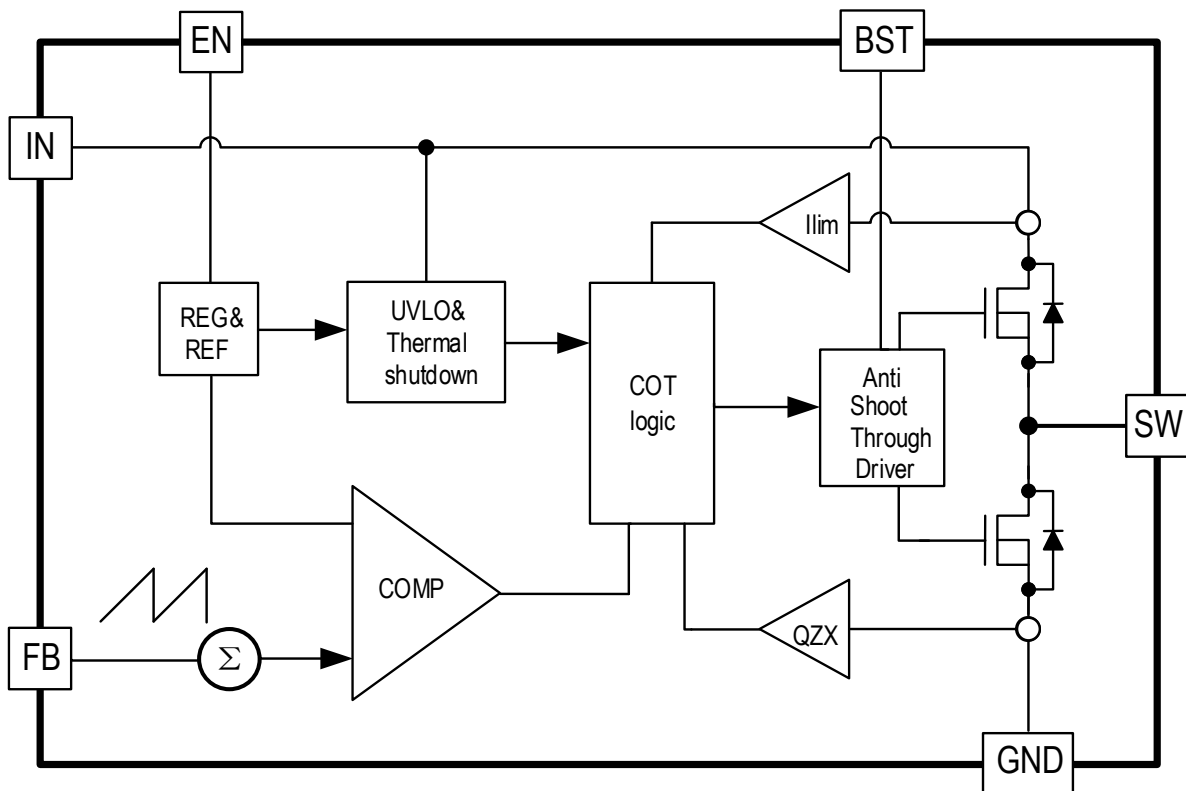 EN
BST
IN
Ilim
REG&
REF
UVLO&
Thermal
shutdown
COT
logic
Anti
Shoot
Through
Driver
SW
COMP
FB
Σ
QZX
GND